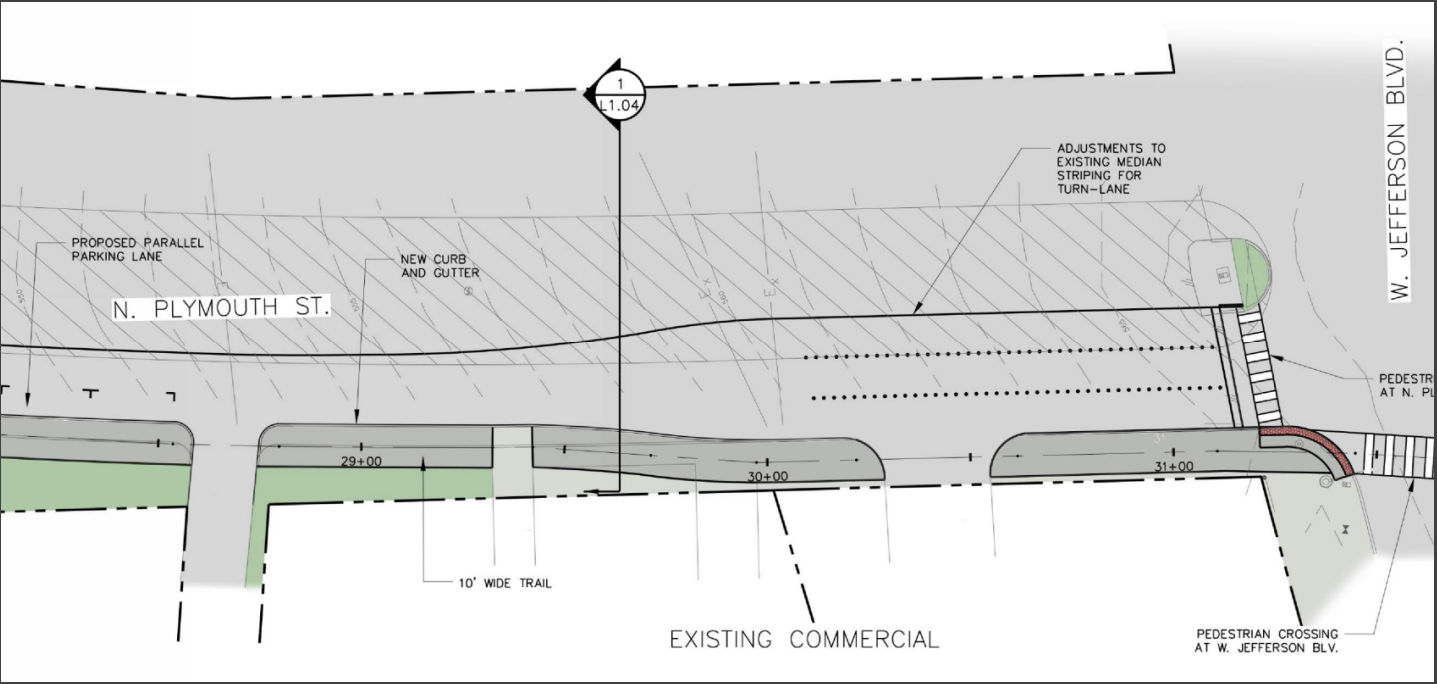 1
L1.04
W. JEFFERSON BLVD.
ADJUSTMENTS TO
EXISTING MEDIAN
STRIPING FOR
TURN-LANE
PROPOSED PARALLEL
PARKING LANE
NEW CURB
AND GUTTER
N. PLYMOUTH ST.
PEDESTRI
AT N. PL
29+00
30+00
31+00
10' WIDE TRAIL
EXISTING COMMERCIAL
PEDESTRIAN CROSSING
AT W. JEFFERSON BLV.